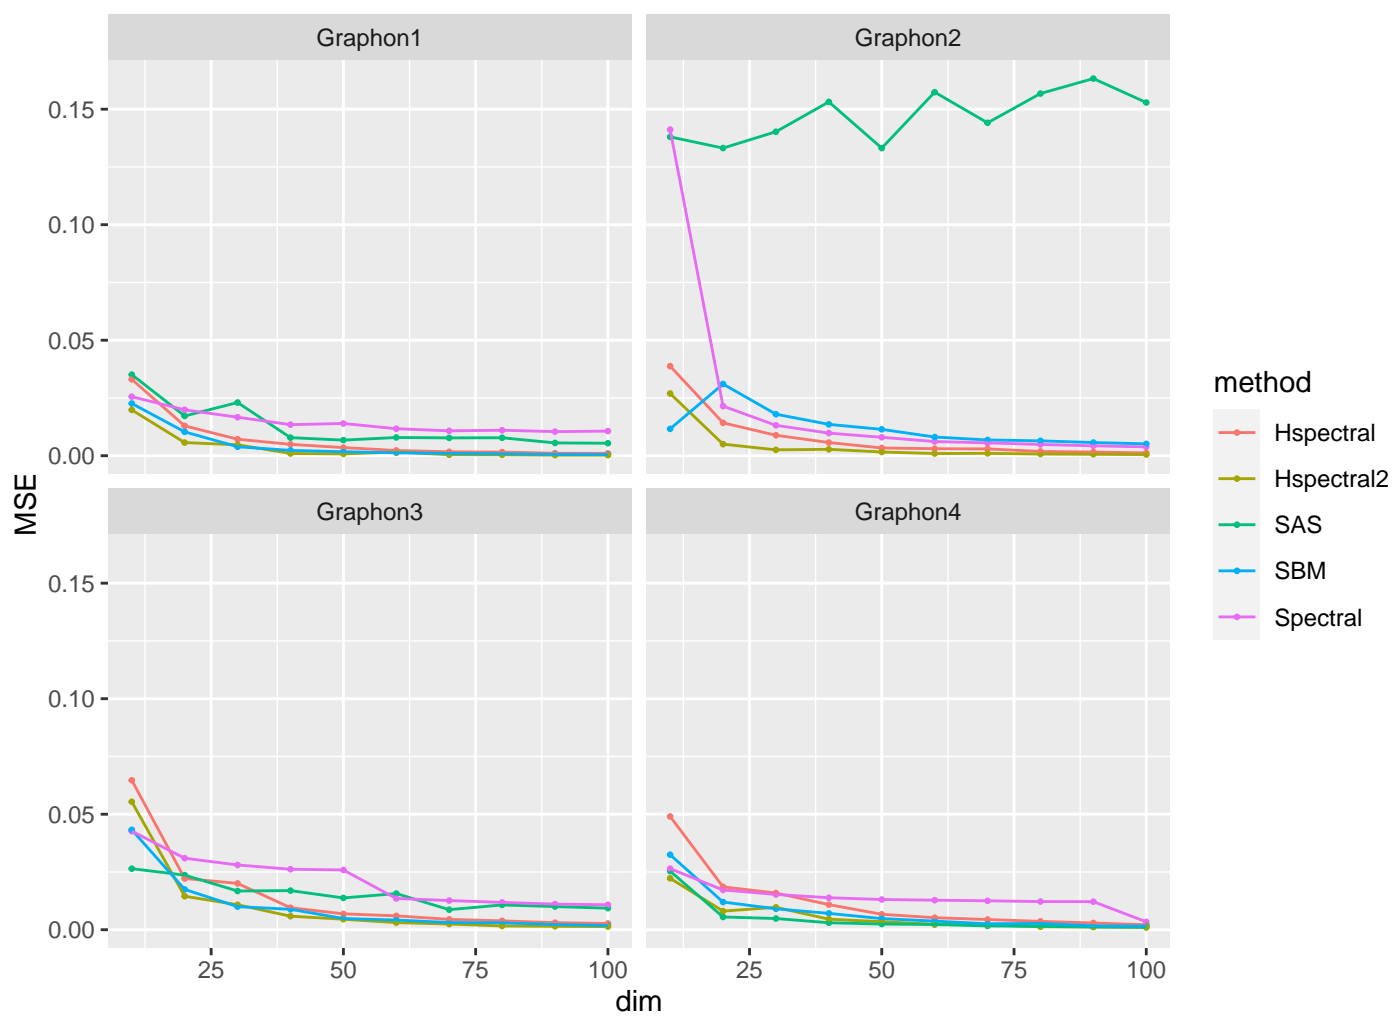 Graphon1
Graphon2
0.15
0.10
0.05
0.00
Graphon3
Graphon4
0.15
0.10
0.05
0.00
25 50 75 100
25 50 75 100
dim
MSE
method
Hspectral
Hspectral2
SAS
SBM
Spectral